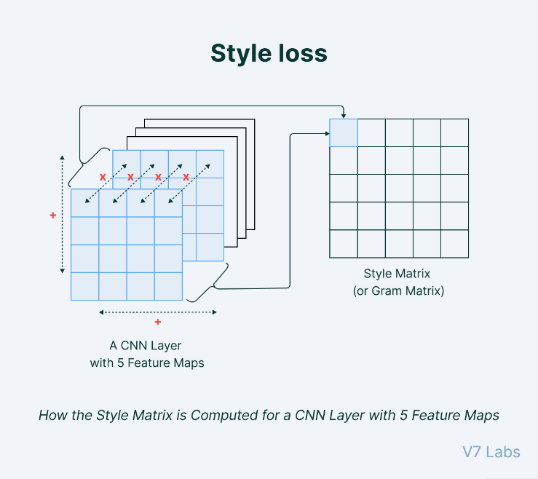 Style loss
x x x x
+
+
A CNN Layer
with 5 Feature Maps
Style Matrix
(or Gram Matrix)
How the Style Matrix is Computed for a CNN Layer with 5 Feature Maps
V7 Labs